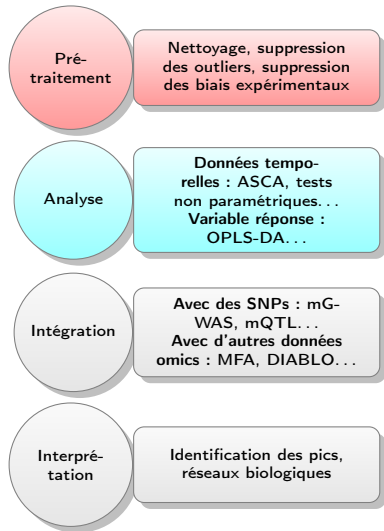 Pré-
traitement
Nettoyage, suppression
des outliers, suppression
des biais expérimentaux
Analyse
Données tempo-
relles : ASCA, tests
non paramétriques...
Variable réponse :
OPLS-DA...
Intégration
Avec des SNPs : mG-
WAS, mQTL...
Avec d'autres données
omics : MFA, DIABLO...
Interpré-
tation
Identification des pics,
réseaux biologiques